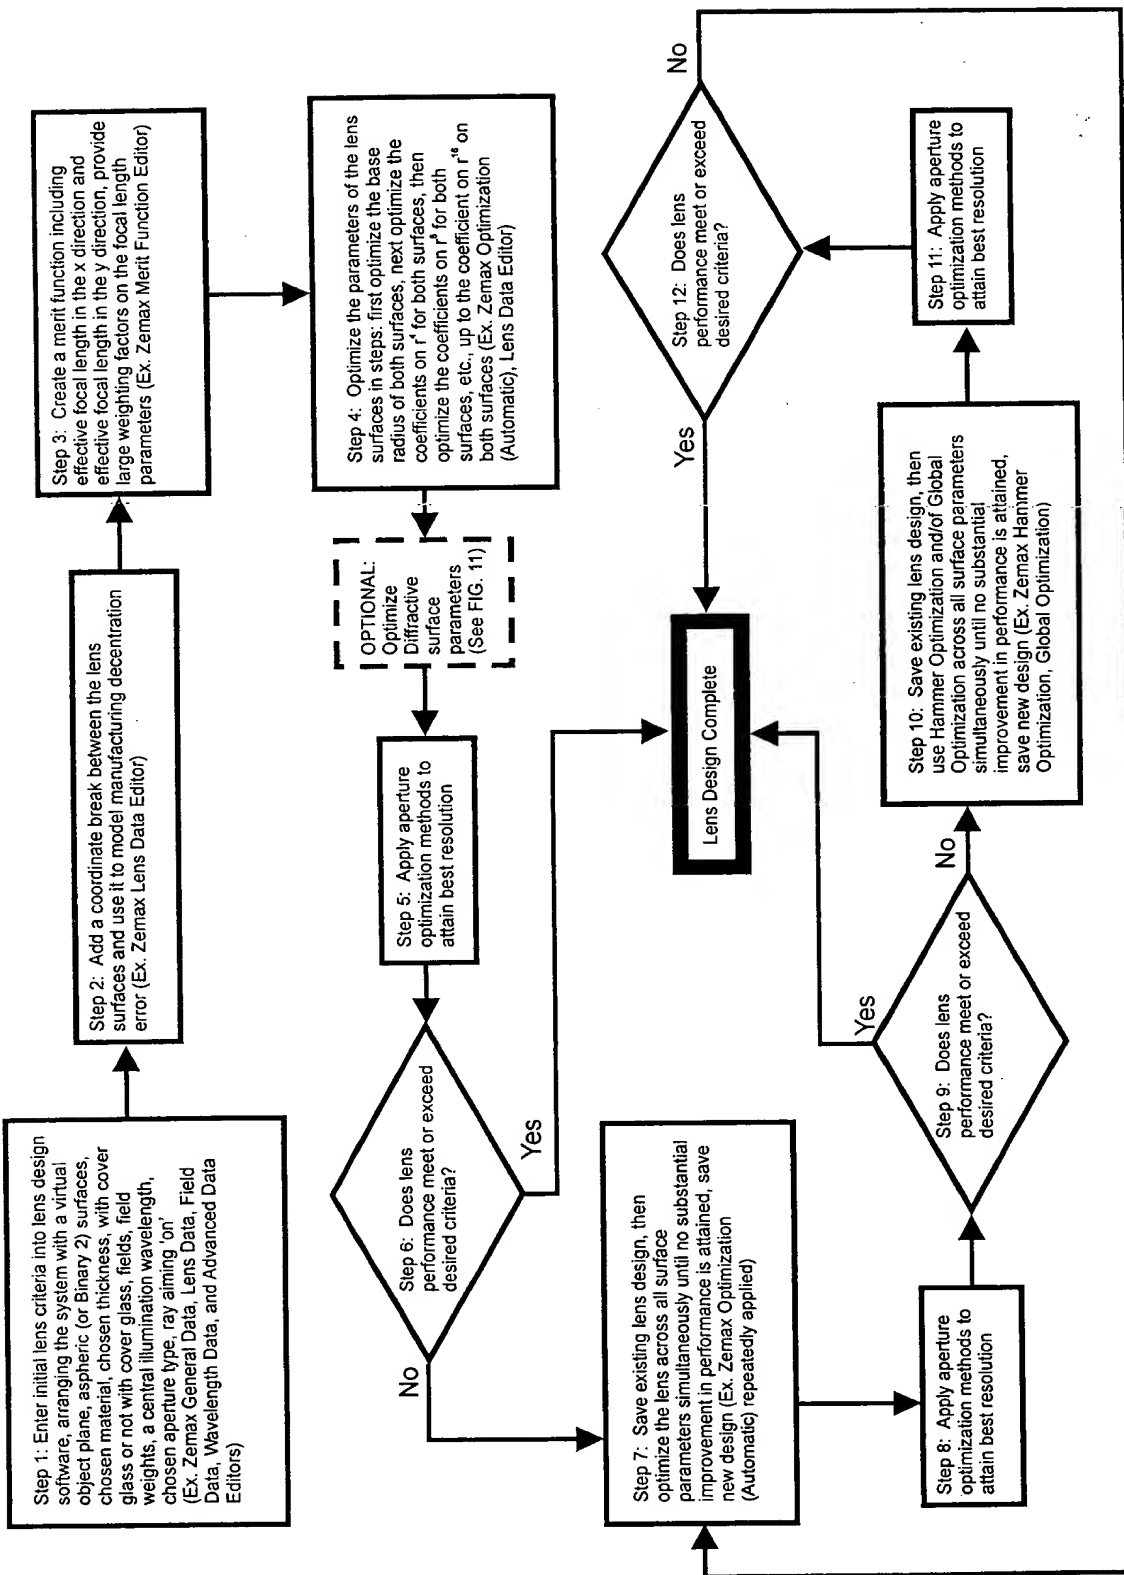 Step 1: Enter initial lens criteria into lens design
software, arranging the system with a virtual
object plane, aspheric (or Binary 2) surfaces,
chosen material, chosen thickness, with cover
glass or not with cover glass, fields, field
weights, a central illumination wavelength,
chosen aperture type, ray aiming 'on'
(Ex. Zemax General Data, Lens Data, Field
Data, Wavelength Data, and Advanced Data
Editors)
Step 2: Add a coordinate break between the lens
surfaces and use it to model manufacturing decentration
error (Ex. Zemax Lens Data Editor)
Step 3: Create a merit function including
effective focal length in the x direction and
effective focal length in the y direction, provide
large weighting factors on the focal length
parameters (Ex. Zemax Merit Function Editor)
Step 4: Optimize the parameters of the lens
surfaces in steps: first optimize the base
radius of both surfaces, next optimize the
coefficients on r⁴ for both surfaces, then
optimize the coefficients on r⁶ for both
surfaces, etc., up to the coefficient on r¹⁶ on
both surfaces (Ex. Zemax Optimization
(Automatic), Lens Data Editor)
OPTIONAL:
Optimize
Diffractive
surface
parameters
(See FIG. 11)
Step 5: Apply aperture
optimization methods to
attain best resolution
Step 6: Does lens
performance meet or exceed
desired criteria?
No
Yes
Step 7: Save existing lens design, then
optimize the lens across all surface
parameters simultaneously until no substantial
improvement in performance is attained, save
new design (Ex. Zemax Optimization
(Automatic) repeatedly applied)
Step 8: Apply aperture
optimization methods to
attain best resolution
Step 9: Does lens
performance meet or exceed
desired criteria?
Yes
No
Lens Design Complete
Step 10: Save existing lens design, then
use Hammer Optimization and/of Global
Optimization across all surface parameters
simultaneously until no substantial
improvement in performance is attained,
save new design (Ex. Zemax Hammer
Optimization, Global Optimization)
Step 11: Apply aperture
optimization methods to
attain best resolution
Step 12: Does lens
performance meet or exceed
desired criteria?
Yes
No